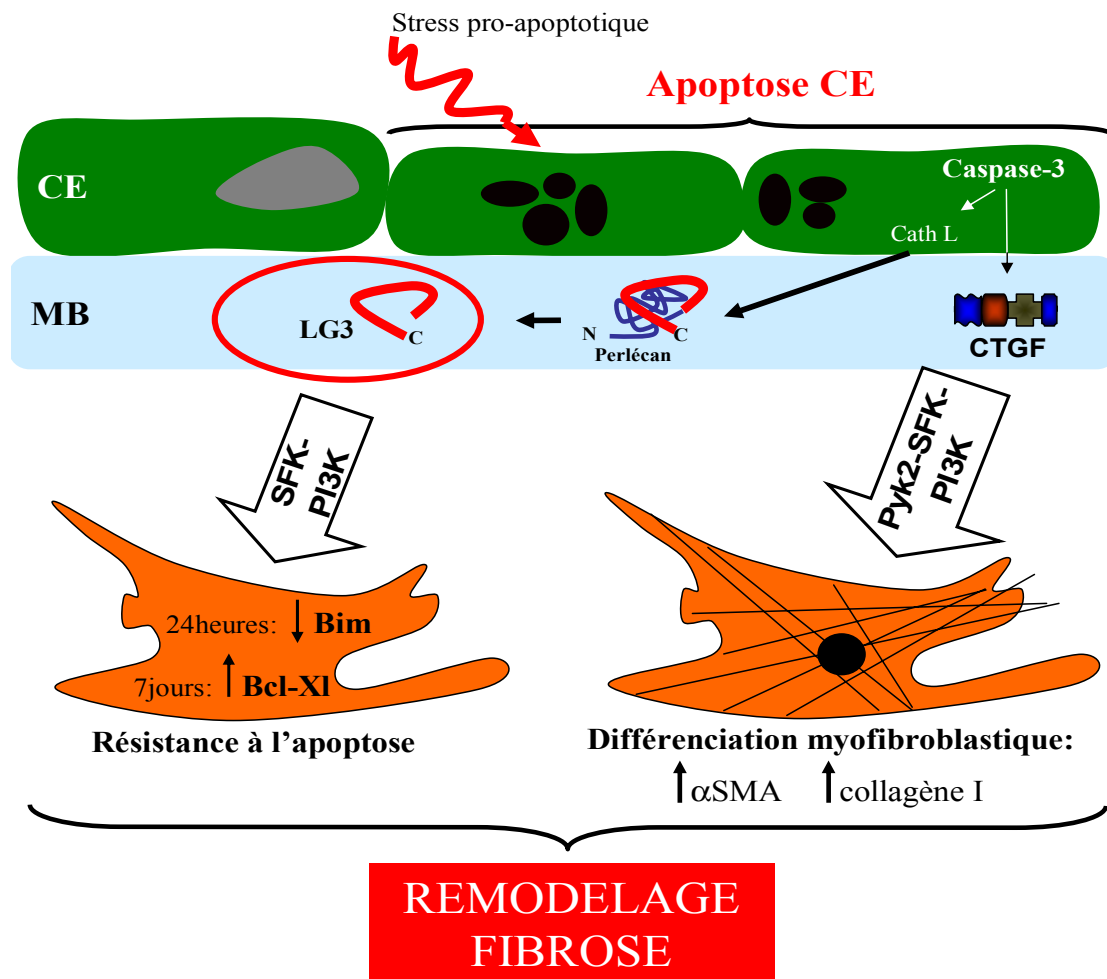 Stress pro-apoptotique
Apoptose CE
CE
Caspase-3
Cath L
MB
LG3
C
N
C
Perlécan
CTGF
SFK-
PI3K
Pyk2-SFK-
PI3K
24heures: ↓ Bim
7jours: ↑ Bcl-Xl
Résistance à l’apoptose
Différenciation myofibroblastique:
↑ αSMA ↑ collagène I
REMODELAGE
FIBROSE